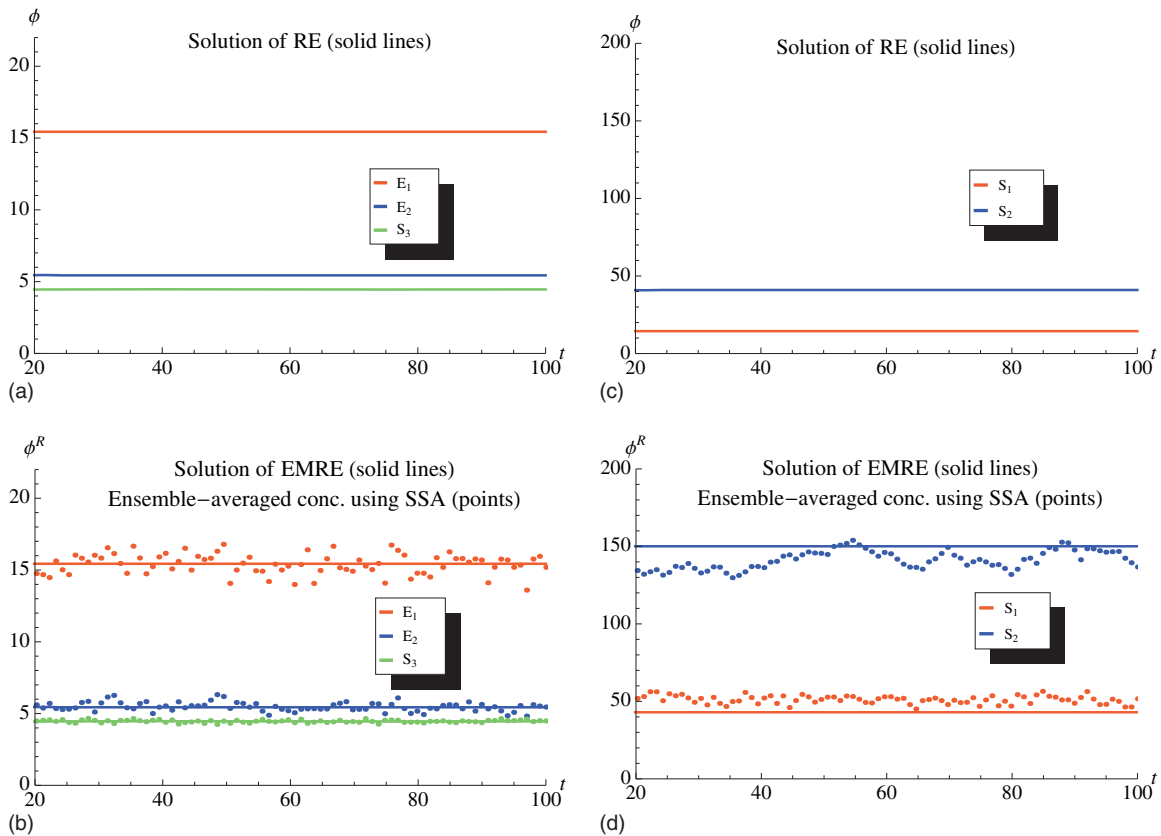 ϕ
Solution of RE (solid lines)
20
15
10
5
0
20 40 60 80 100
t
E₁
E₂
S₃
(a)
ϕ
Solution of RE (solid lines)
200
150
100
50
0
20 40 60 80 100
t
S₁
S₂
(c)
ϕᴿ
Solution of EMRE (solid lines)
Ensemble−averaged conc. using SSA (points)
20
15
10
5
0
20 40 60 80 100
t
E₁
E₂
S₃
(b)
ϕᴿ
Solution of EMRE (solid lines)
Ensemble−averaged conc. using SSA (points)
200
150
100
50
0
20 40 60 80 100
t
S₁
S₂
(d)